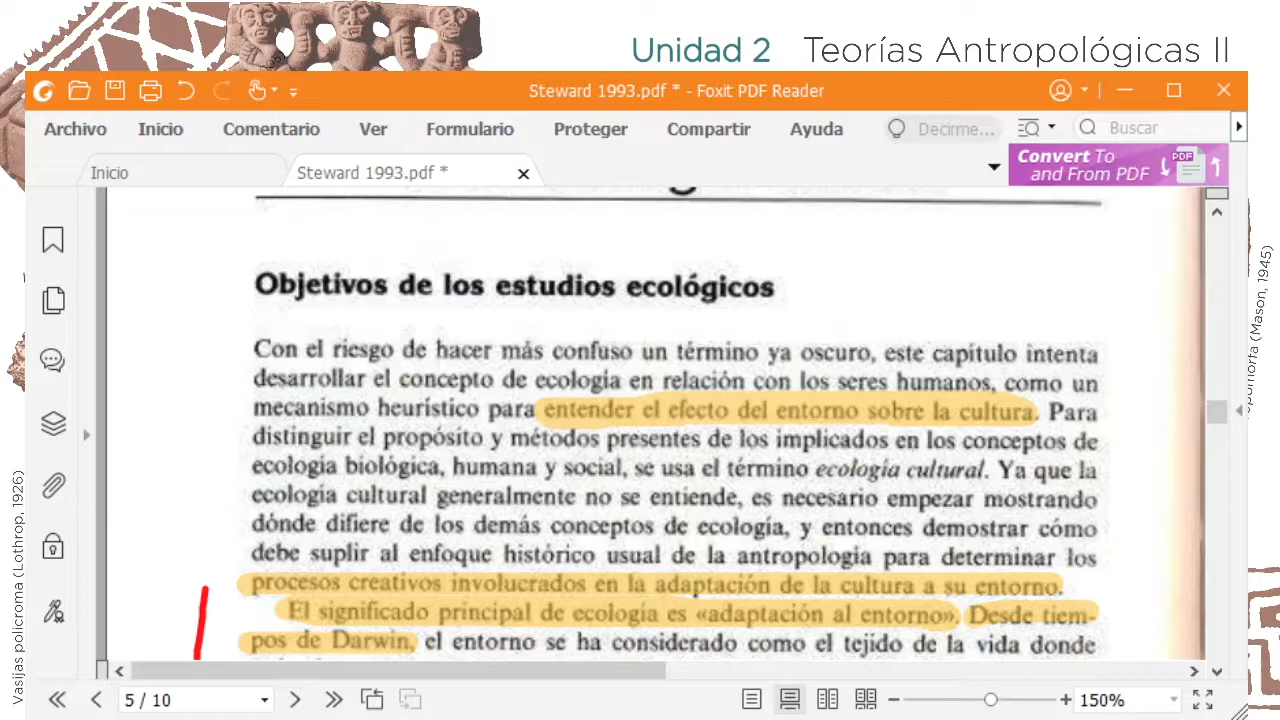 Unidad 2 Teorías Antropológicas II
Steward 1993.pdf * - Foxit PDF Reader
Archivo Inicio Comentario Ver Formulario Proteger Compartir Ayuda Decirme... Buscar
Inicio Steward 1993.pdf *
Convert To
and From PDF
PDF
Objetivos de los estudios ecológicos
Con el riesgo de hacer más confuso un término ya oscuro, este capítulo intenta
desarrollar el concepto de ecología en relación con los seres humanos, como un
mecanismo heurístico para entender el efecto del entorno sobre la cultura. Para
distinguir el propósito y métodos presentes de los implicados en los conceptos de
ecología biológica, humana y social, se usa el término ecología cultural. Ya que la
ecología cultural generalmente no se entiende, es necesario empezar mostrando
dónde difiere de los demás conceptos de ecología, y entonces demostrar cómo
debe suplir al enfoque histórico usual de la antropología para determinar los
procesos creativos involucrados en la adaptación de la cultura a su entorno.
El significado principal de ecología es «adaptación al entorno». Desde tiem-
pos de Darwin, el entorno se ha considerado como el tejido de la vida donde
5 / 10
150%
Vasijas policroma (Lothrop, 1926)
(Mason, 1945)